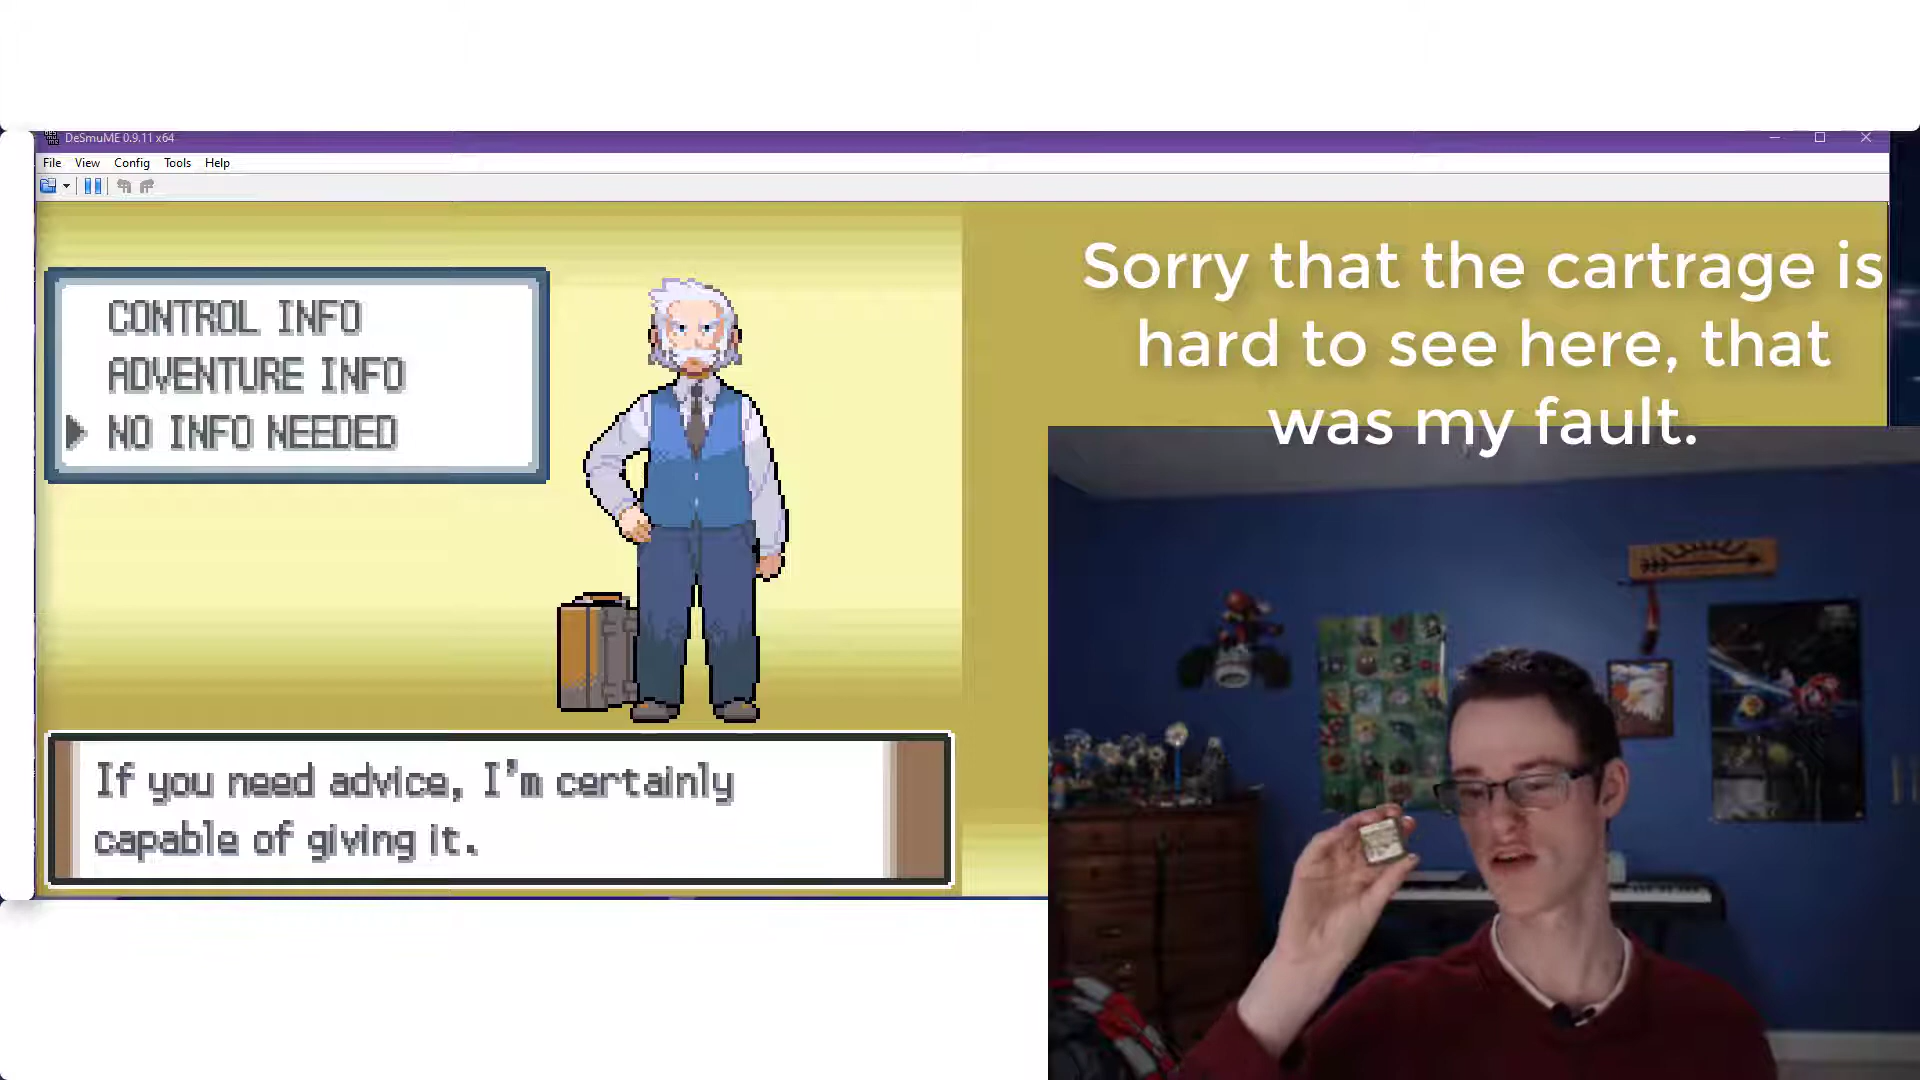 DeSmuME 0.9.11 x64
File View Config Tools Help
CONTROL INFO
ADVENTURE INFO
NO INFO NEEDED
If you need advice, I'm certainly
capable of giving it.
Sorry that the cartrage is
hard to see here, that
was my fault.